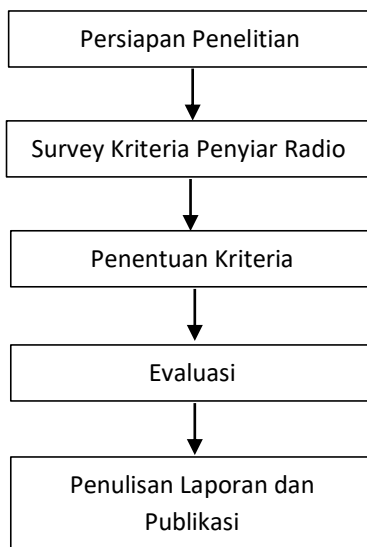 Persiapan Penelitian
Survey Kriteria Penyiar Radio
Penentuan Kriteria
Evaluasi
Penulisan Laporan dan
Publikasi